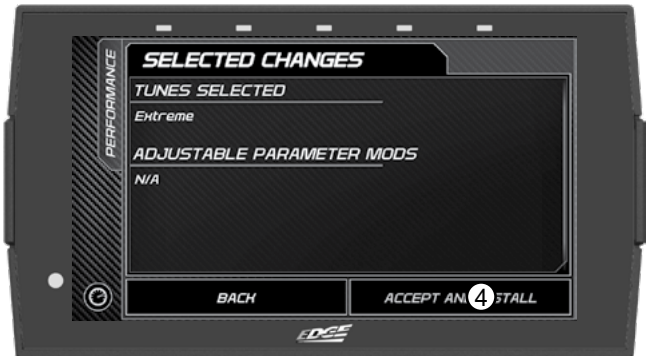 PERFORMANCE
SELECTED CHANGES
TUNES SELECTED
Extreme
ADJUSTABLE PARAMETER MODS
N/A
BACK
ACCEPT AN 4 STALL
EDGE